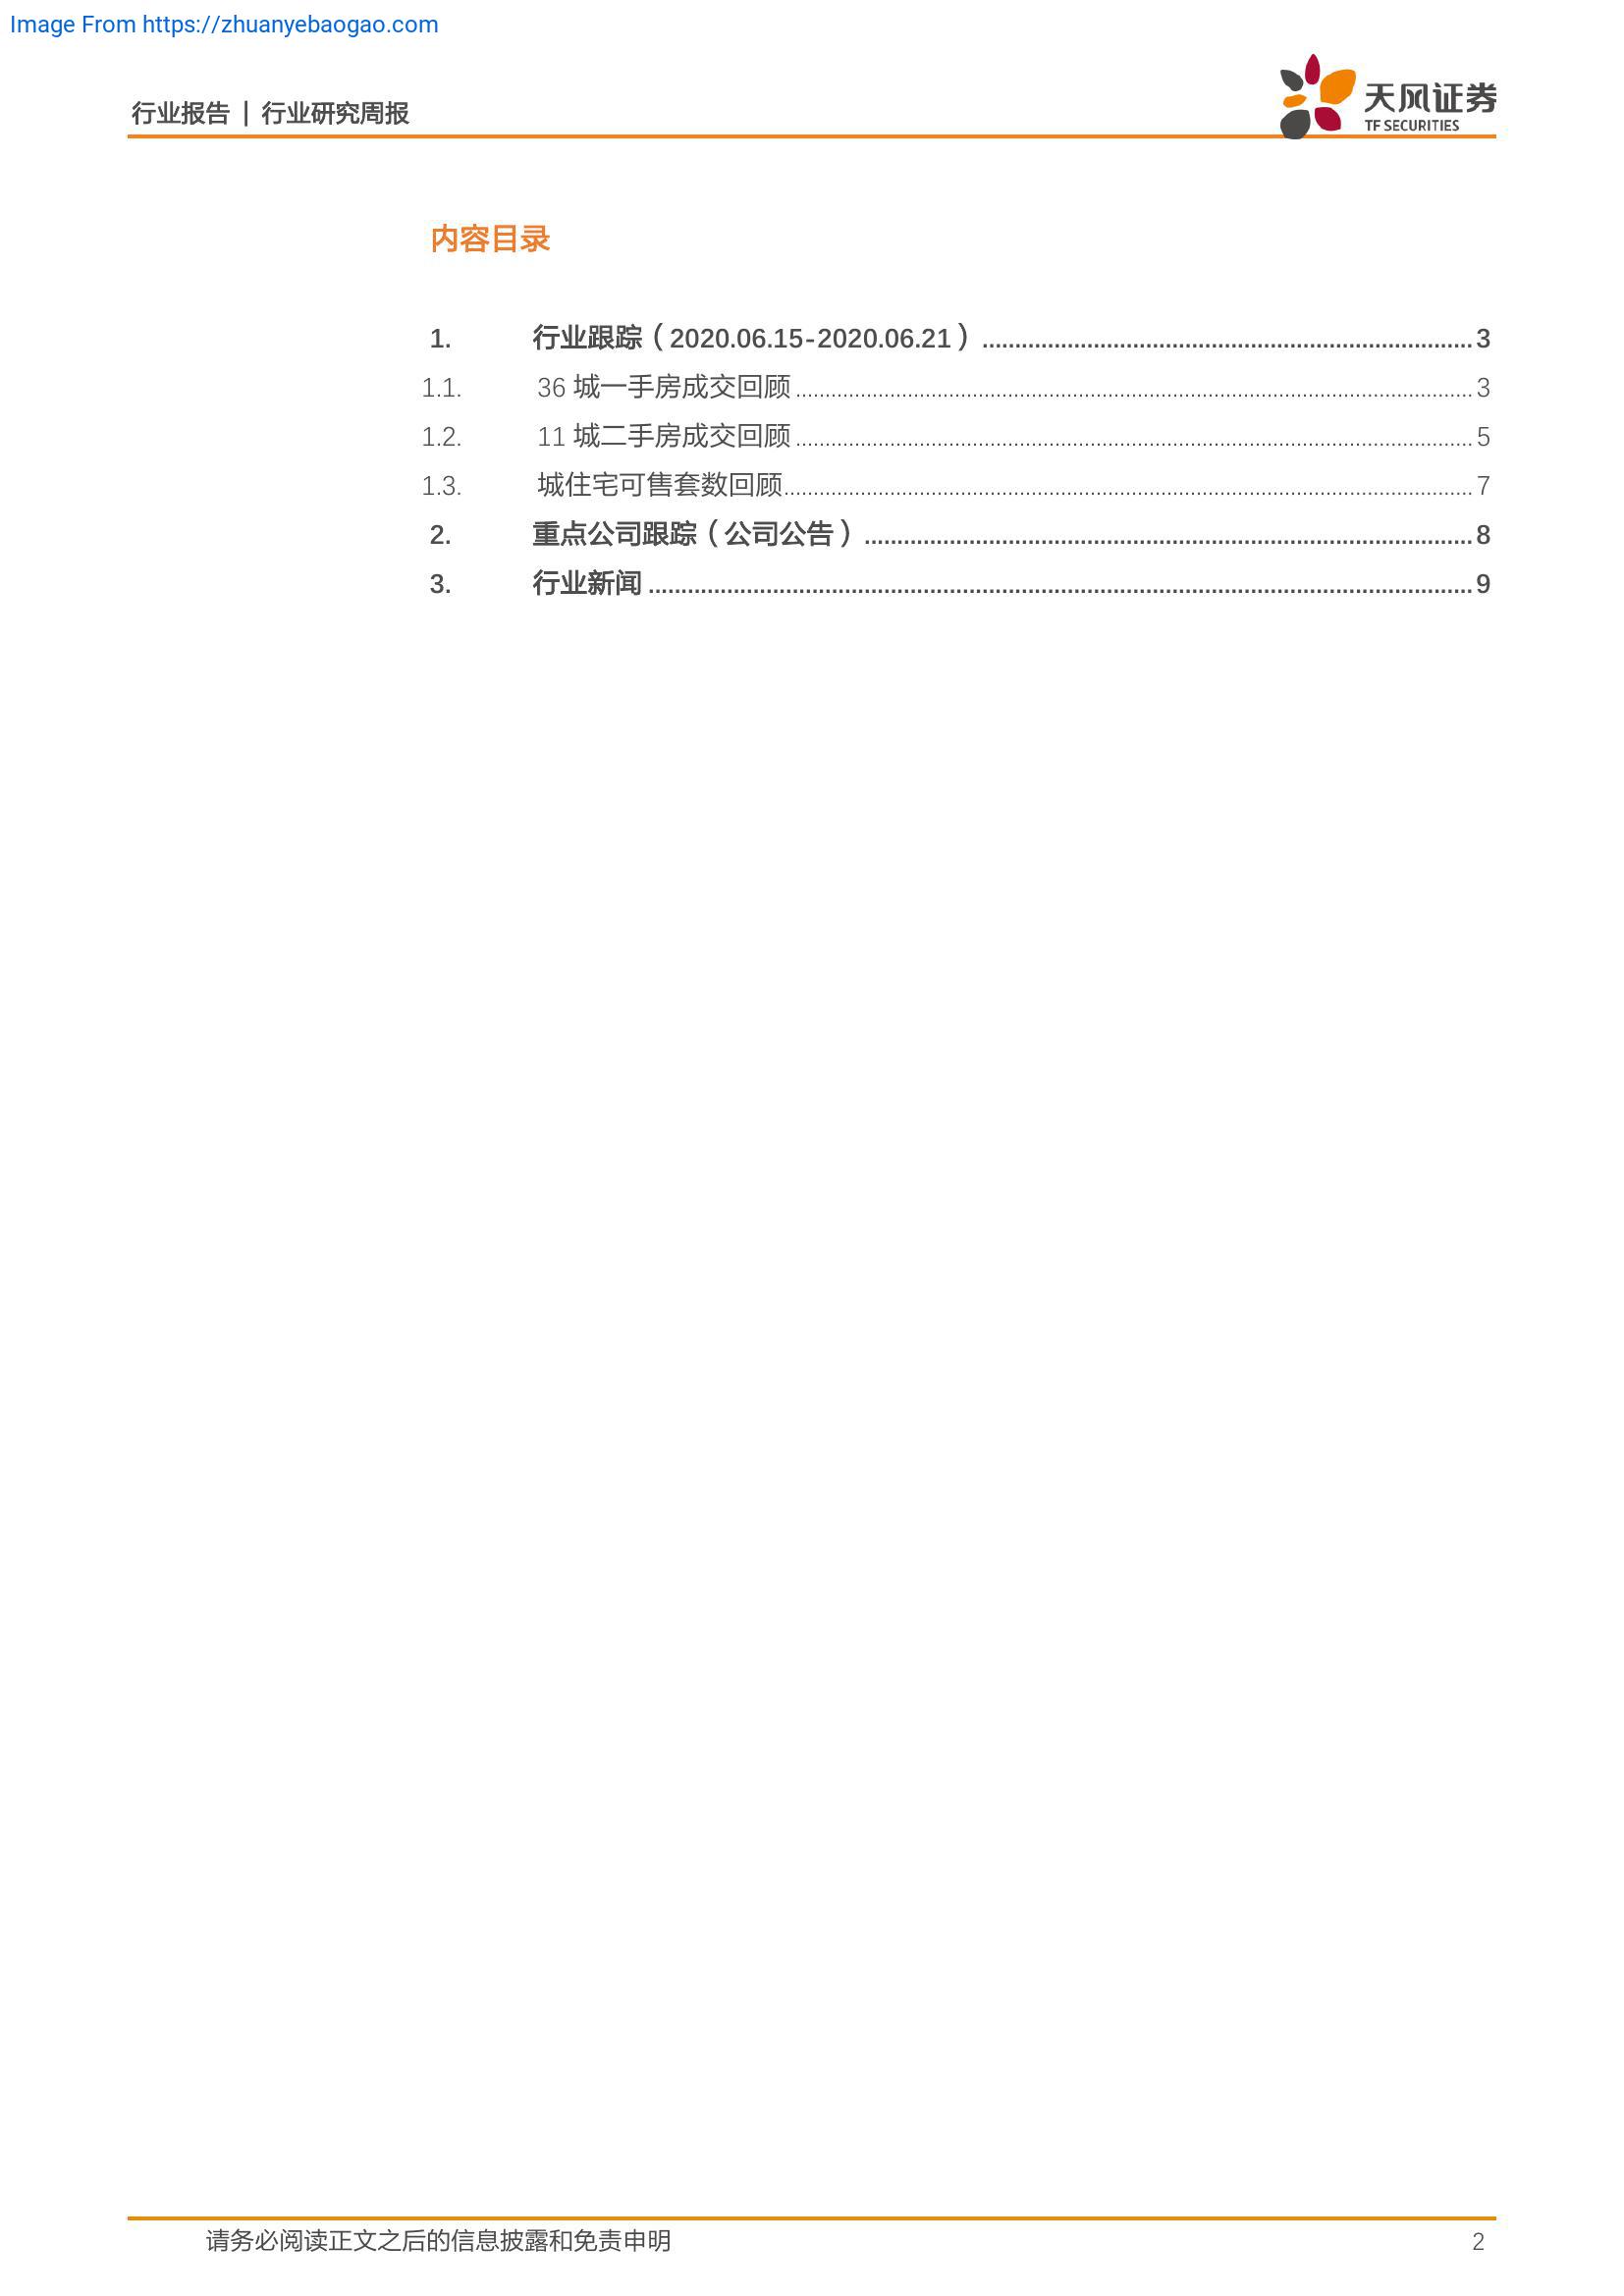 Image From https://zhuanyebaogao.com
行业报告 | 行业研究周报
天风证券
TF SECURITIES
内容目录
1. 行业跟踪（2020.06.15-2020.06.21）........ 3
1.1. 36 城一手房成交回顾........ 3
1.2. 11 城二手房成交回顾........ 5
1.3. 城住宅可售套数回顾........ 7
2. 重点公司跟踪（公司公告）........ 8
3. 行业新闻........ 9
请务必阅读正文之后的信息披露和免责申明 2